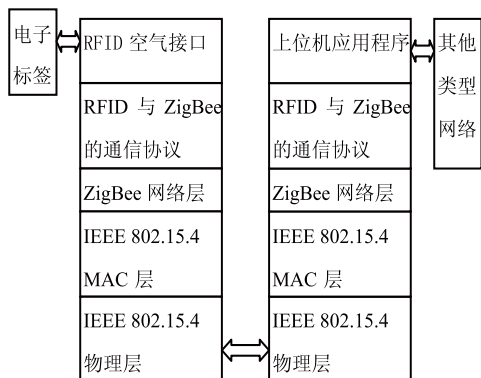 电子
标签
RFID 空气接口
RFID 与 ZigBee
的通信协议
ZigBee 网络层
IEEE 802.15.4
MAC 层
IEEE 802.15.4
物理层
上位机应用程序
RFID 与 ZigBee
的通信协议
ZigBee 网络层
IEEE 802.15.4
MAC 层
IEEE 802.15.4
物理层
其他
类型
网络